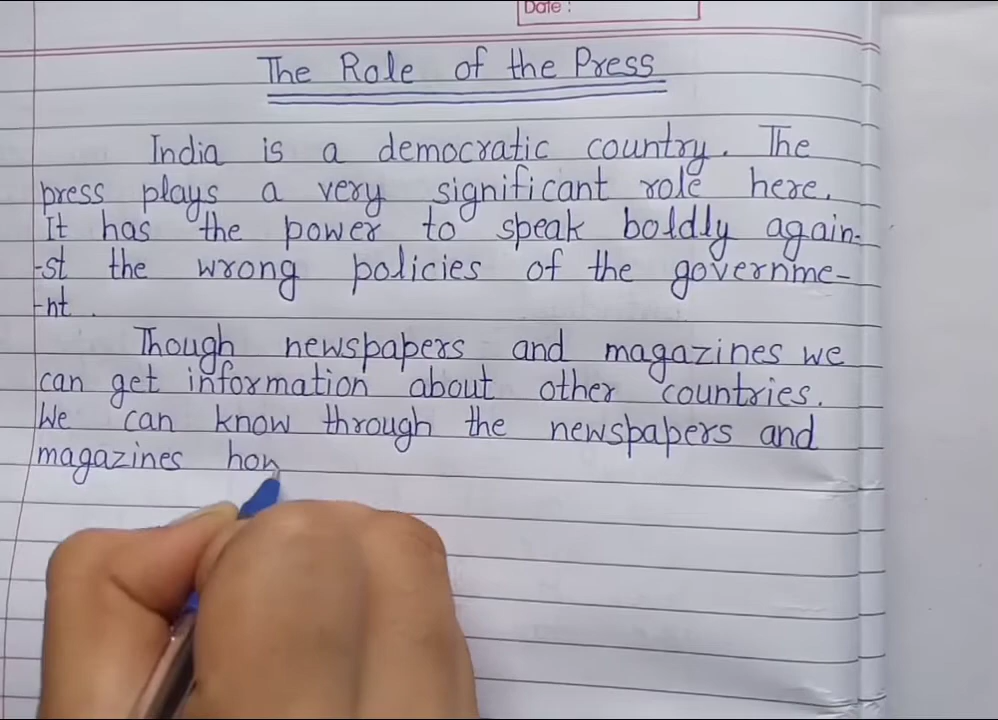 Date :
The Role of the Press
India is a democratic country. The
press plays a very significant role here.
It has the power to speak boldly again-
-st the wrong policies of the governme-
-nt.
Though newspapers and magazines we
can get information about other countries.
We can know through the newspapers and
magazines